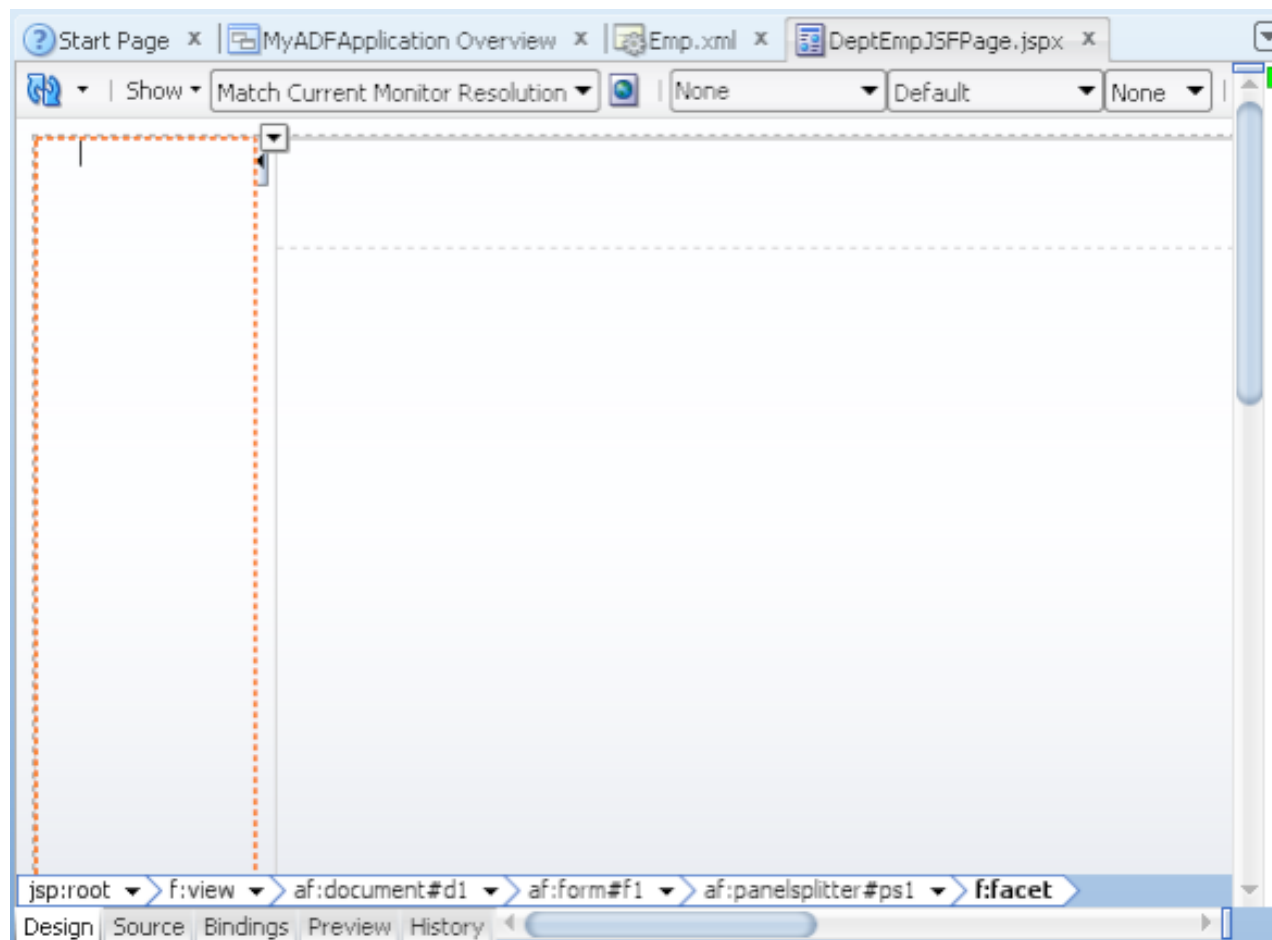 Start Page MyADFApplication Overview Emp.xml DeptEmpJSFPage.jspx
Show Match Current Monitor Resolution None Default None
jsp:root f:view af:document#d1 af:form#f1 af:panelsplitter#ps1 f:facet
Design Source Bindings Preview History